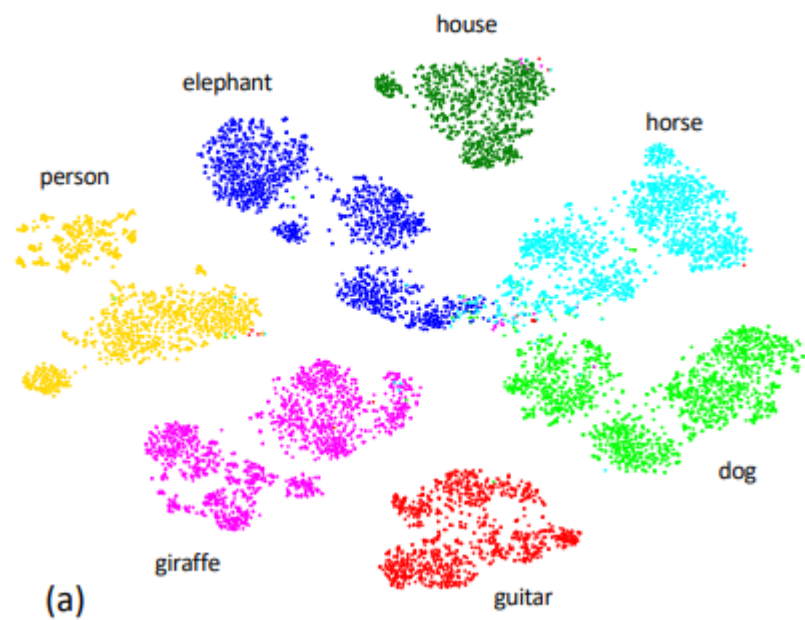 house
elephant
horse
person
dog
giraffe
guitar
(a)